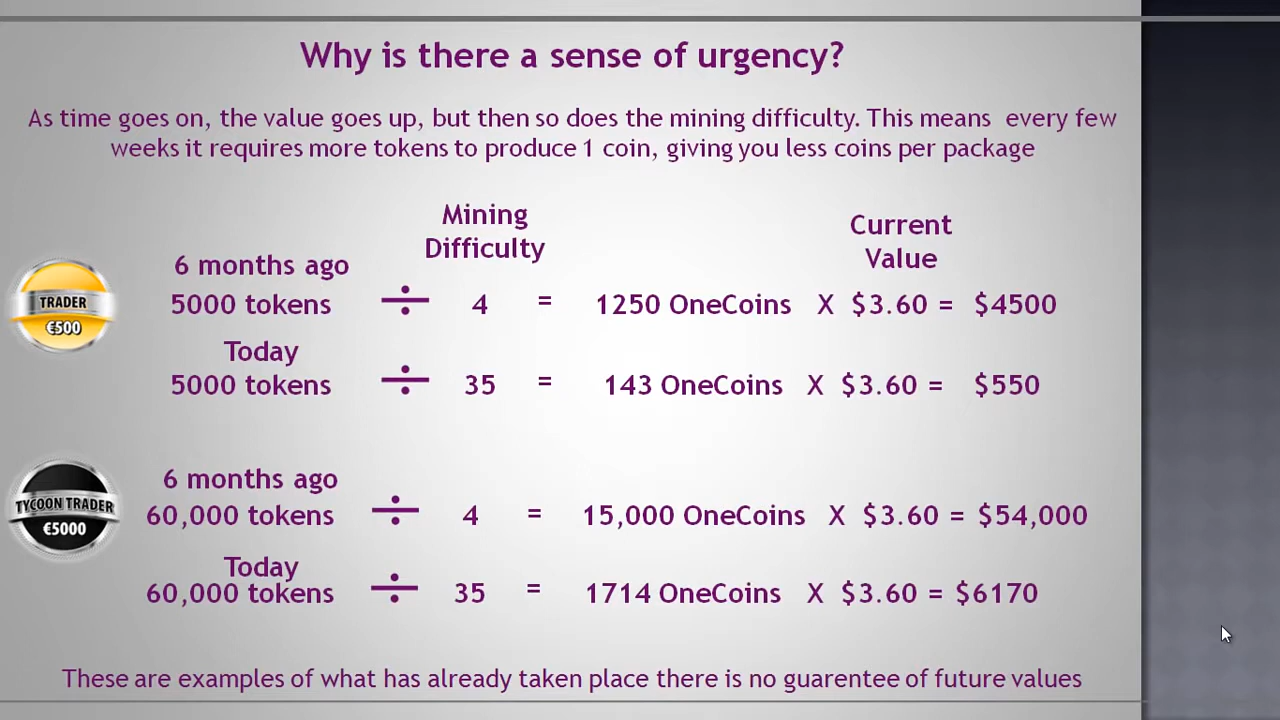 Why is there a sense of urgency?
As time goes on, the value goes up, but then so does the mining difficulty. This means every few
weeks it requires more tokens to produce 1 coin, giving you less coins per package
Mining
Difficulty
Current
Value
6 months ago
TRADER
€500
5000 tokens ÷ 4 = 1250 OneCoins X $3.60 = $4500
Today
5000 tokens ÷ 35 = 143 OneCoins X $3.60 = $550
6 months ago
TYCOON TRADER
€5000
60,000 tokens ÷ 4 = 15,000 OneCoins X $3.60 = $54,000
Today
60,000 tokens ÷ 35 = 1714 OneCoins X $3.60 = $6170
These are examples of what has already taken place there is no guarentee of future values